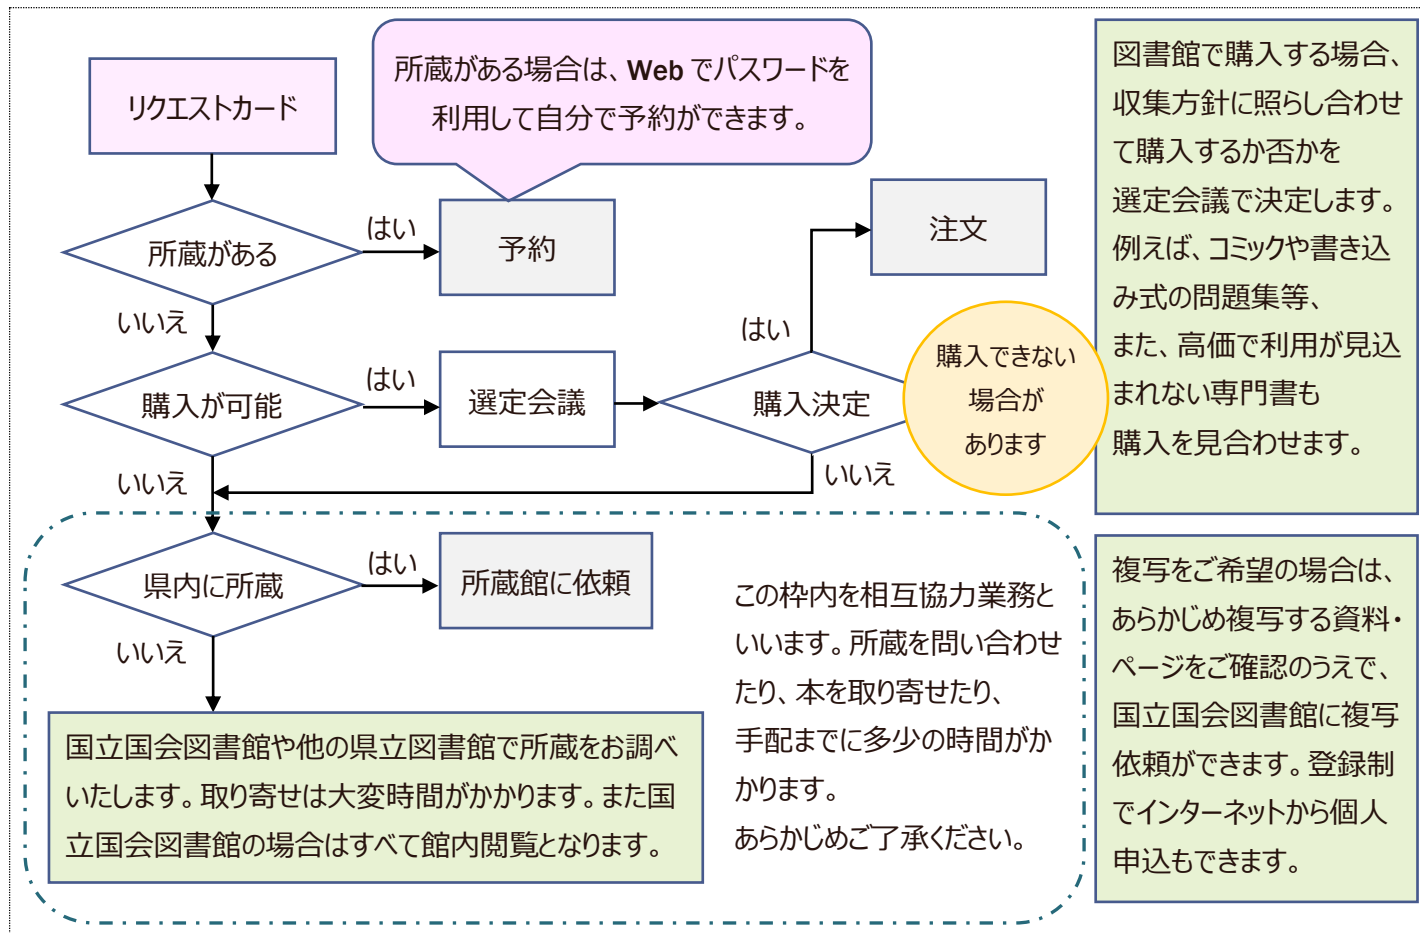 リクエストカード
所蔵がある場合は、Web でパスワードを
利用して自分で予約ができます。
所蔵がある
はい
予約
いいえ
購入が可能
はい
選定会議
購入決定
はい
注文
購入できない
場合が
あります
いいえ
いいえ
県内に所蔵
はい
所蔵館に依頼
いいえ
国立国会図書館や他の県立図書館で所蔵をお調べ
いたします。取り寄せは大変時間がかかります。また国
立国会図書館の場合はすべて館内閲覧となります。
この枠内を相互協力業務と
いいます。所蔵を問い合わせ
たり、本を取り寄せたり、
手配までに多少の時間がか
かります。
あらかじめご了承ください。
図書館で購入する場合、
収集方針に照らし合わせ
て購入するか否かを
選定会議で決定します。
例えば、コミックや書き込
み式の問題集等、
また、高価で利用が見込
まれない専門書も
購入を見合わせます。
複写をご希望の場合は、
あらかじめ複写する資料・
ページをご確認のうえで、
国立国会図書館に複写
依頼ができます。登録制
でインターネットから個人
申込もできます。